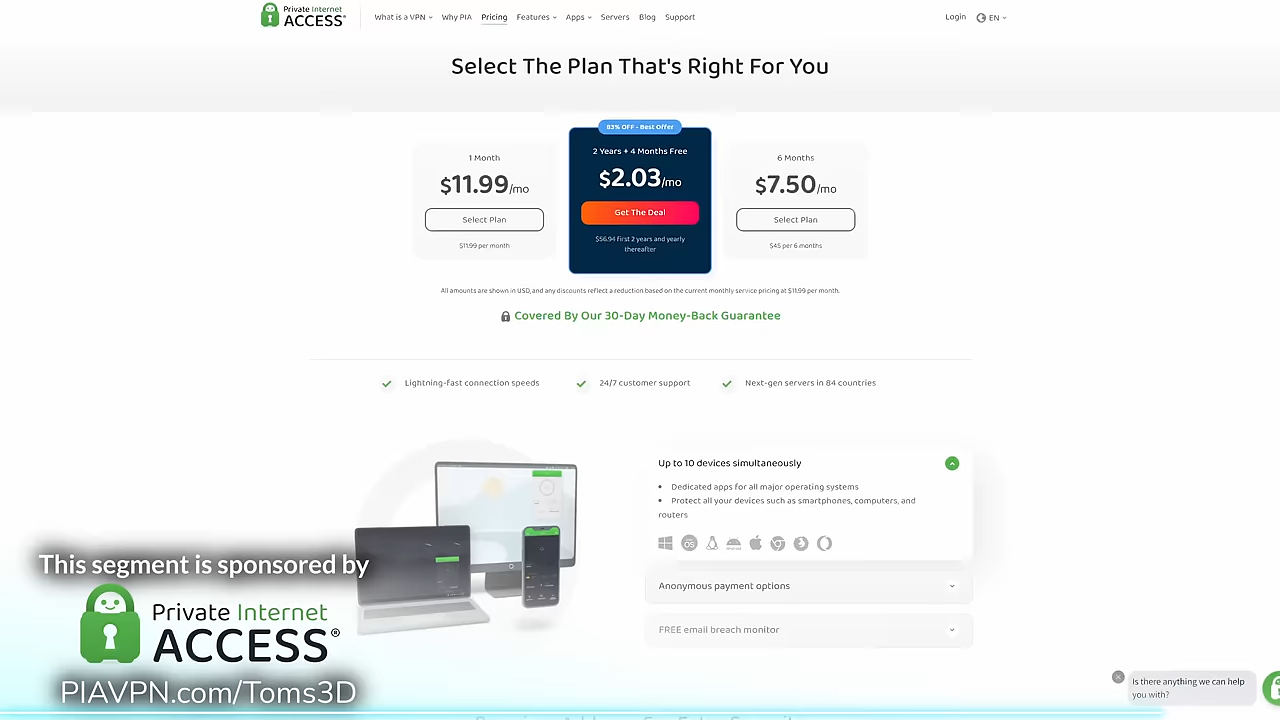 Private Internet
ACCESS®
What is a VPN
Why PIA
Pricing
Features
Apps
Servers
Blog
Support
Login
EN
Select The Plan That's Right For You
83% OFF - Best Offer
1 Month
$11.99/mo
Select Plan
$11.99 per month
2 Years + 4 Months Free
$2.03/mo
Get The Deal
$56.94 first 2 years and yearly
thereafter
6 Months
$7.50/mo
Select Plan
$45 per 6 months
All amounts are shown in USD, and any discounts reflect a reduction based on the current monthly service pricing at $11.99 per month.
Covered By Our 30-Day Money-Back Guarantee
Lightning-fast connection speeds
24/7 customer support
Next-gen servers in 84 countries
Up to 10 devices simultaneously
• Dedicated apps for all major operating systems
• Protect all your devices such as smartphones, computers, and
routers
Anonymous payment options
FREE email breach monitor
This segment is sponsored by
Private Internet
ACCESS®
PIAVPN.com/Toms3D
Is there anything we can help
you with?